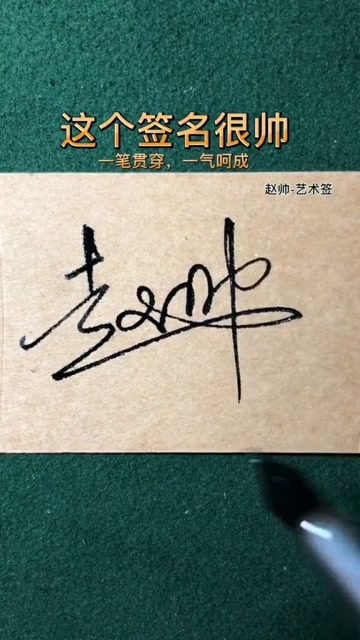 这个签名很帅
一笔贯穿，一气呵成
赵帅-艺术签
赵帅